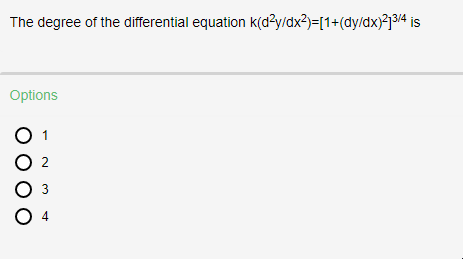 The degree of the differential equation k(d²y/dx²)=[1+(dy/dx)²]³/⁴ is
Options
1
2
3
4